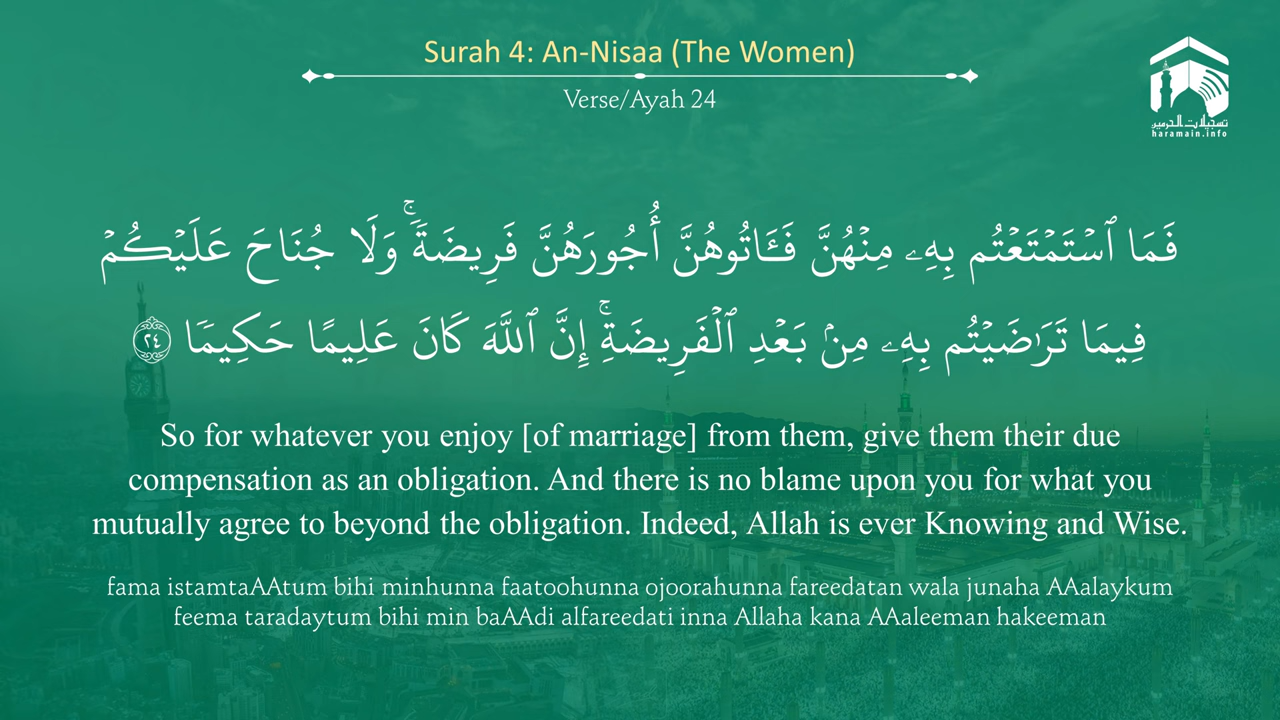 Surah 4: An-Nisaa (The Women)
Verse/Ayah 24
تسجيلات الحرمين
haramain.info
فَمَا ٱسْتَمْتَعْتُم بِهِۦ مِنْهُنَّ فَـَٔاتُوهُنَّ أُجُورَهُنَّ فَرِيضَةًۚ وَلَا جُنَاحَ عَلَيْكُمْ
فِيمَا تَرَٰضَيْتُم بِهِۦ مِنۢ بَعْدِ ٱلْفَرِيضَةِۚ إِنَّ ٱللَّهَ كَانَ عَلِيمًا حَكِيمًا ٢٤
So for whatever you enjoy [of marriage] from them, give them their due
compensation as an obligation. And there is no blame upon you for what you
mutually agree to beyond the obligation. Indeed, Allah is ever Knowing and Wise.
fama istamtaAAtum bihi minhunna faatoohunna ojoorahunna fareedatan wala junaha AAalaykum
feema taradaytum bihi min baAAdi alfareedati inna Allaha kana AAaleeman hakeeman